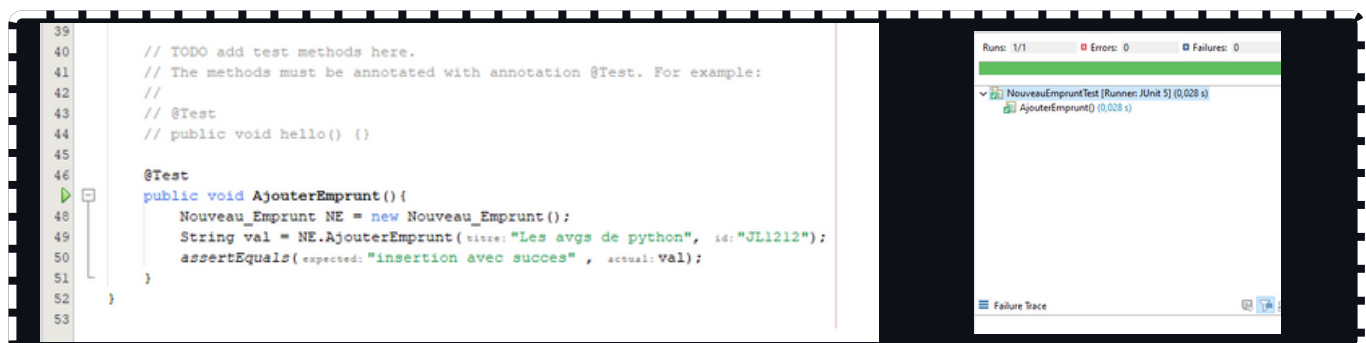 39
40 // TODO add test methods here.
41 // The methods must be annotated with annotation @Test. For example:
42 //
43 // @Test
44 // public void hello() {}
45
46 @Test
public void AjouterEmprunt(){
48 Nouveau_Emprunt NE = new Nouveau_Emprunt();
49 String val = NE.AjouterEmprunt( titre: "Les avgs de python", id: "JL1212");
50 assertEquals( expected: "insertion avec succes" , actual: val);
51 }
52 }
53
Runs: 1/1 Errors: 0 Failures: 0
NouveauEmpruntTest [Runner: JUnit 5] (0,028 s)
AjouterEmprunt() (0,028 s)
Failure Trace